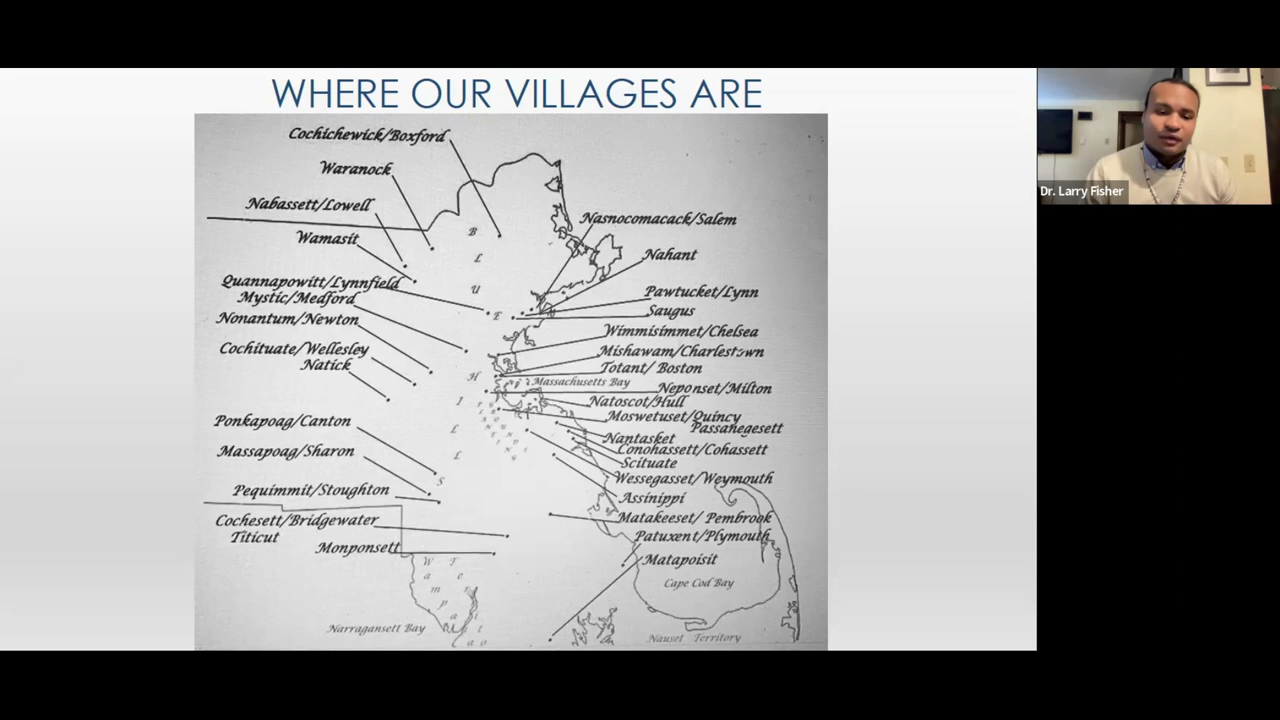 WHERE OUR VILLAGES ARE
Dr. Larry Fisher
Cochichewick/Boxford
Waranock
Nabassett/Lowell
Wamasit
Quannapowitt/Lynnfield
Mystic/Medford
Nonantum/Newton
Cochituate/Wellesley
Natick
Ponkapoag/Canton
Massapoag/Sharon
Pequimmit/Stoughton
Cochesett/Bridgewater
Titicut
Monponsett
BLUE HILLS
Nasnocomacack/Salem
Nahant
Pawtucket/Lynn
Saugus
Wimmisimmet/Chelsea
Mishawam/Charlestown
Totant/ Boston
Massachusetts Bay
Neponset/Milton
Natoscot/Hull
Moswetuset/Quincy
Passanegesett
Nantasket
Conohassett/Cohassett
Scituate
Wessegasset/Weymouth
Assinippi
Matakeeset/ Pembrook
Patuxent/Plymouth
Matapoisit
Cape Cod Bay
Narragansett Bay
Nauset Territory